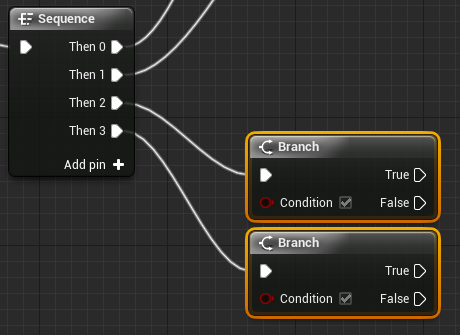 Sequence
Then 0
Then 1
Then 2
Then 3
Add pin
Branch
True
Condition
False
Branch
True
Condition
False